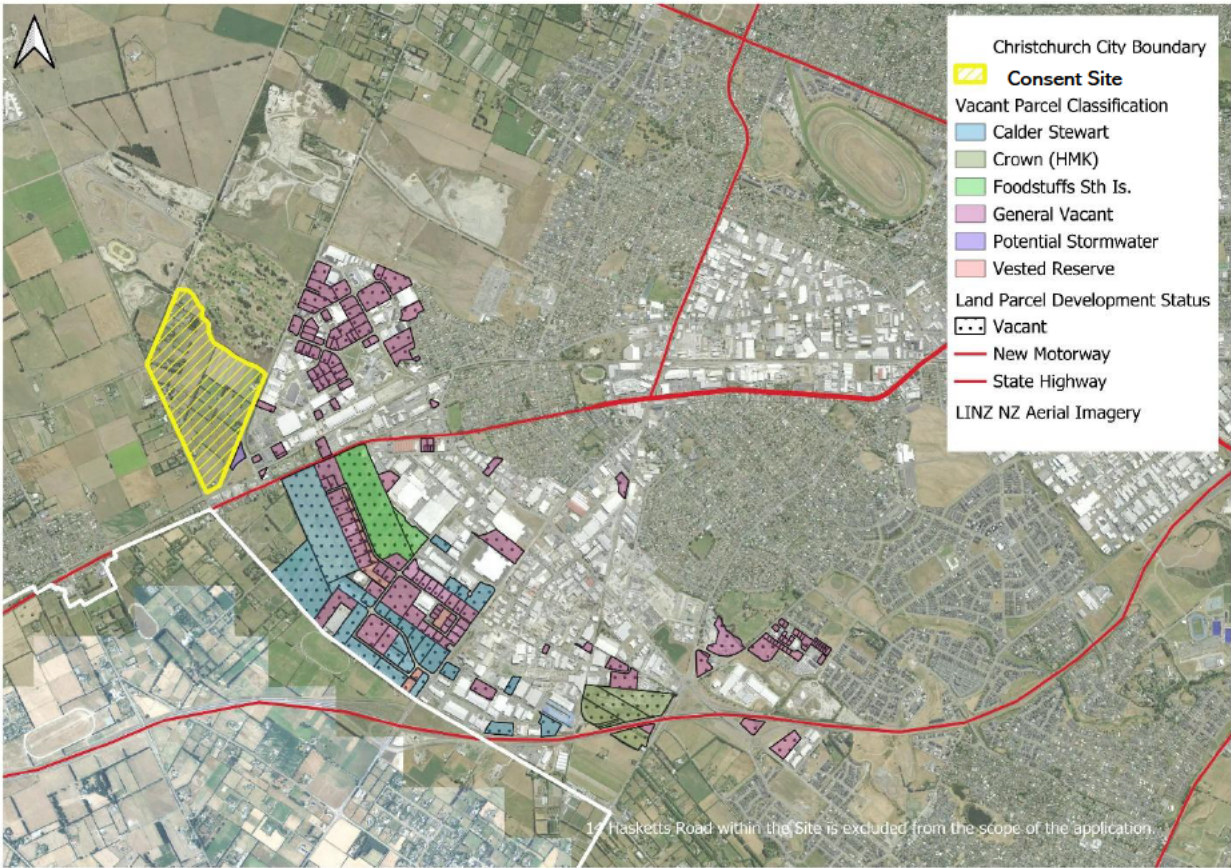 Christchurch City Boundary
Consent Site
Vacant Parcel Classification
Calder Stewart
Crown (HMK)
Foodstuffs Sth Is.
General Vacant
Potential Stormwater
Vested Reserve
Land Parcel Development Status
Vacant
New Motorway
State Highway
LINZ NZ Aerial Imagery
14 Hasketts Road within the Site is excluded from the scope of the application.